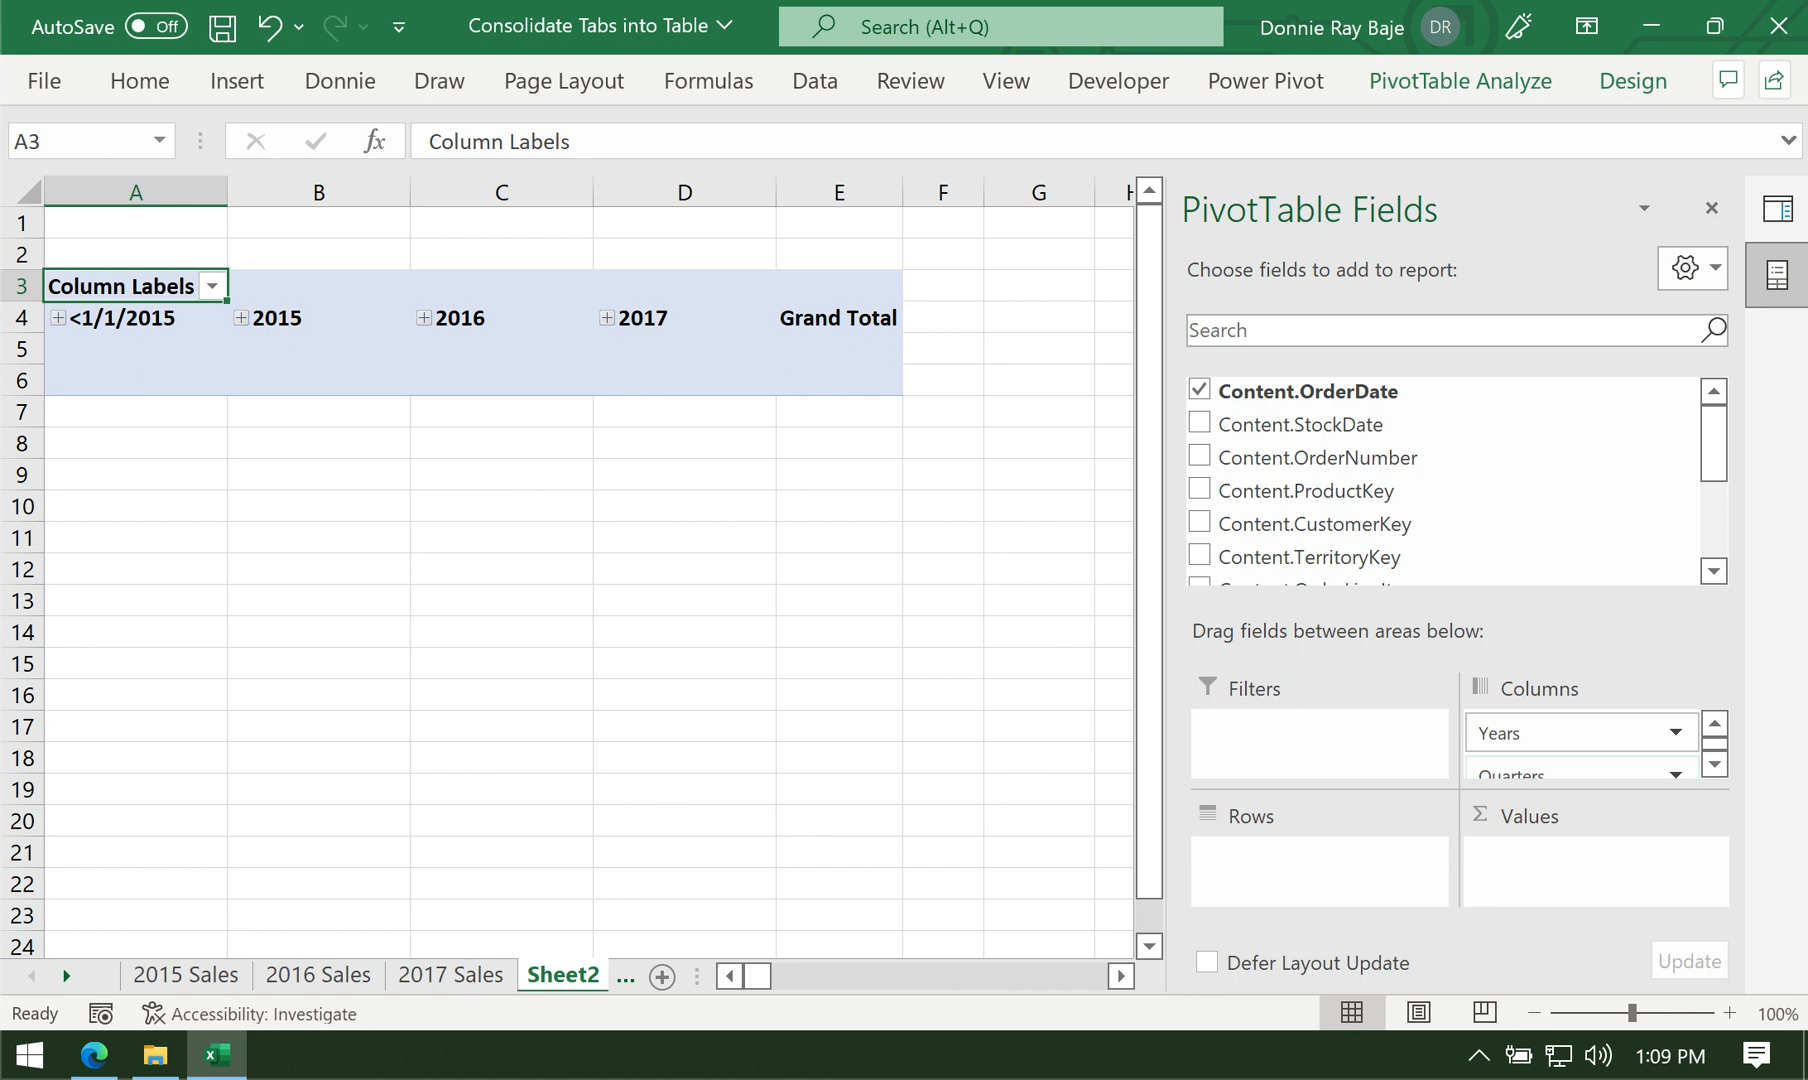 AutoSave Off Consolidate Tabs into Table Search (Alt+Q) Donnie Ray Baje DR
File Home Insert Donnie Draw Page Layout Formulas Data Review View Developer Power Pivot PivotTable Analyze Design
A3 fx Column Labels
A B C D E F G
1
2
3 Column Labels
4 <1/1/2015 2015 2016 2017 Grand Total
5
6
7
8
9
10
11
12
13
14
15
16
17
18
19
20
21
22
23
24
PivotTable Fields
Choose fields to add to report:
Search
Content.OrderDate
Content.StockDate
Content.OrderNumber
Content.ProductKey
Content.CustomerKey
Content.TerritoryKey
Drag fields between areas below:
Filters
Columns
Years
Quarters
Rows
Σ Values
Defer Layout Update Update
2015 Sales 2016 Sales 2017 Sales Sheet2 ...
Ready Accessibility: Investigate 100%
1:09 PM